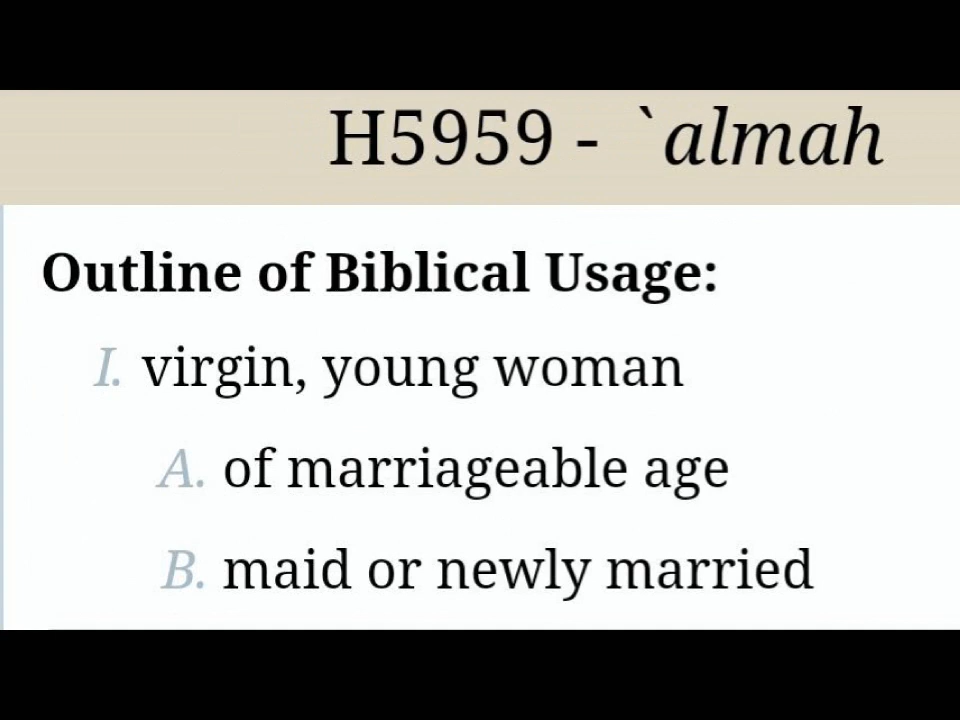 H5959 - `almah
Outline of Biblical Usage:
I. virgin, young woman
A. of marriageable age
B. maid or newly married